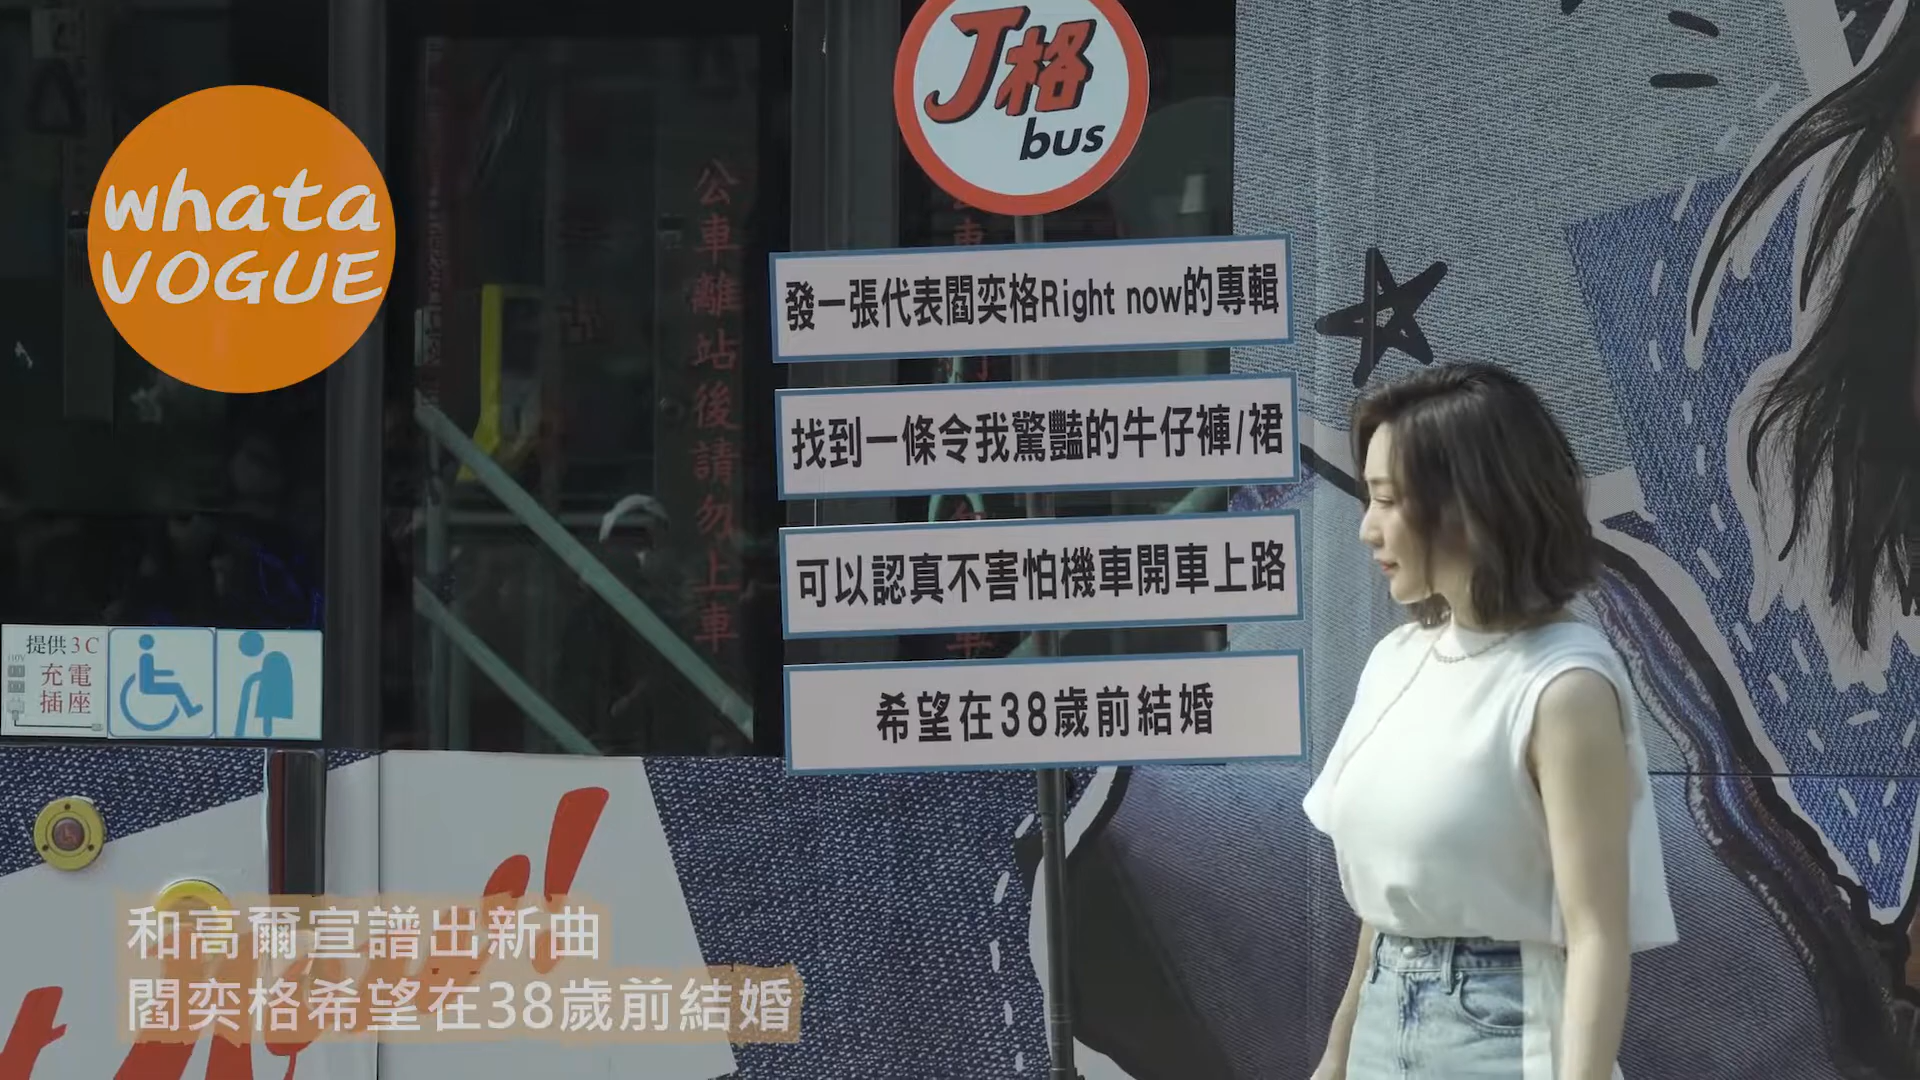 J格
bus
whata
VOGUE
公車離站後請勿上車
發一張代表閻奕格Right now的專輯
找到一條令我驚豔的牛仔褲/裙
可以認真不害怕機車開車上路
希望在38歲前結婚
提供3C
充電
插座
和高爾宣譜出新曲
閻奕格希望在38歲前結婚